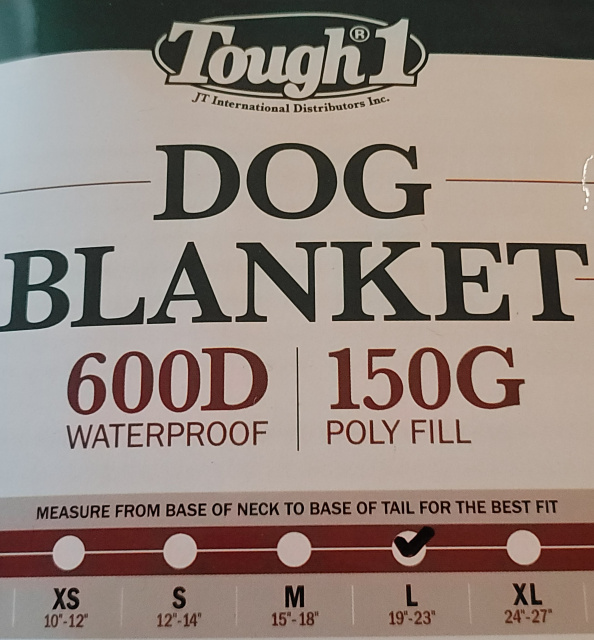 Tough®1
JT International Distributors Inc.
DOG
BLANKET
600D 150G
WATERPROOF POLY FILL
MEASURE FROM BASE OF NECK TO BASE OF TAIL FOR THE BEST FIT
XS S M L XL
10"-12" 12"-14" 15"-18" 19"-23" 24"-27"